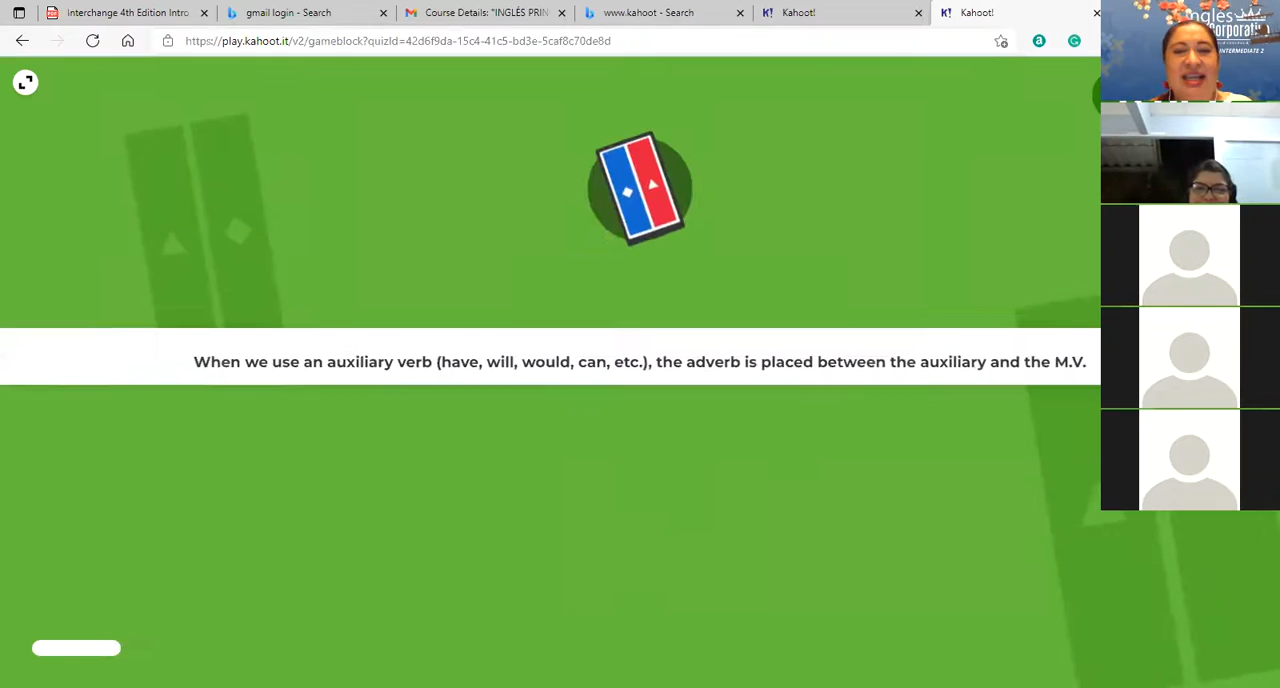 Interchange 4th Edition Intro
gmail login - Search
Course Details: "INGLÉS PRIN
www.kahoot - Search
Kahoot!
Kahoot!
https://play.kahoot.it/v2/gameblock?quizId=42d6f9da-15c4-41c5-bd3e-5caf8c70de8d
Inglés
Corporati
INTERMEDIATE 2
When we use an auxiliary verb (have, will, would, can, etc.), the adverb is placed between the auxiliary and the M.V.